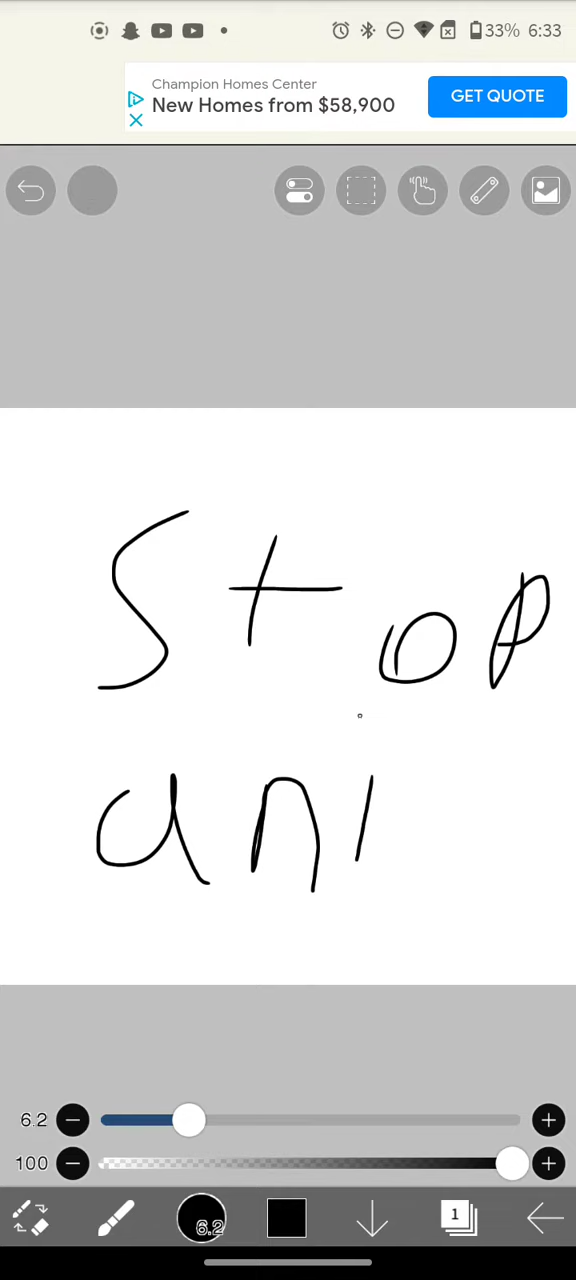 33% 6:33
Champion Homes Center
New Homes from $58,900
GET QUOTE
Stop
ani
6.2
100
6.2
1